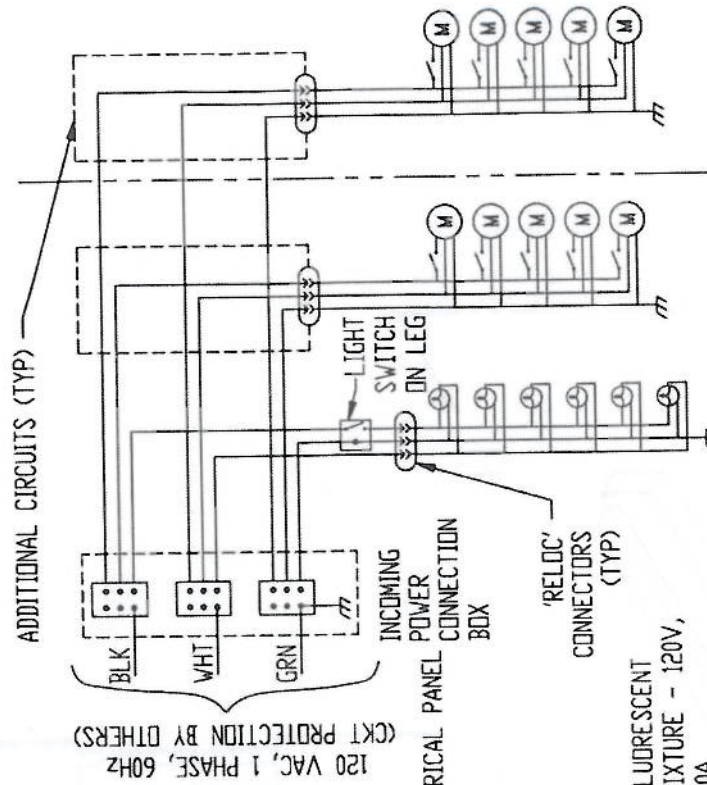 ADDITIONAL CIRCUITS (TYP)
M
M
M
M
M
M
M
M
M
M
LIGHT
SWITCH
ON LEG
BLK
WHT
GRN
120 VAC, 1 PHASE, 60Hz
(CKT PROTECTION BY OTHERS)
INCOMING
POWER
CONNECTION
BOX
RICAL PANEL
'RELOC'
CONNECTORS
(TYP)
LUORESCENT
IXTURE - 120V,
0A